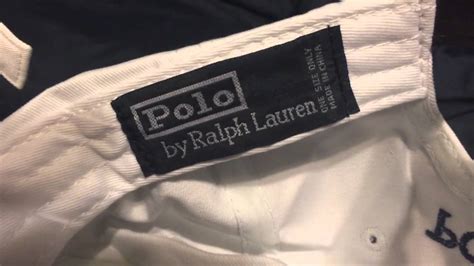 Polo
by Ralph Lauren
ONE SIZE ONLY
MADE IN CHINA